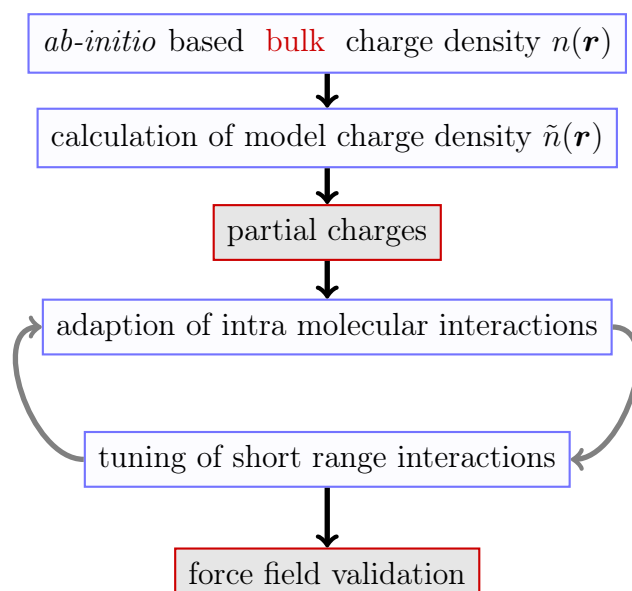 ab-initio based bulk charge density n(r)
calculation of model charge density ñ(r)
partial charges
adaption of intra molecular interactions
tuning of short range interactions
force field validation